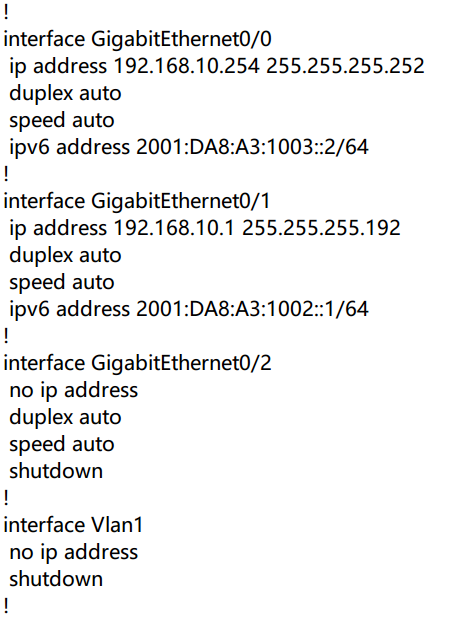 !
interface GigabitEthernet0/0
 ip address 192.168.10.254 255.255.255.252
 duplex auto
 speed auto
 ipv6 address 2001:DA8:A3:1003::2/64
!
interface GigabitEthernet0/1
 ip address 192.168.10.1 255.255.255.192
 duplex auto
 speed auto
 ipv6 address 2001:DA8:A3:1002::1/64
!
interface GigabitEthernet0/2
 no ip address
 duplex auto
 speed auto
 shutdown
!
interface Vlan1
 no ip address
 shutdown
!